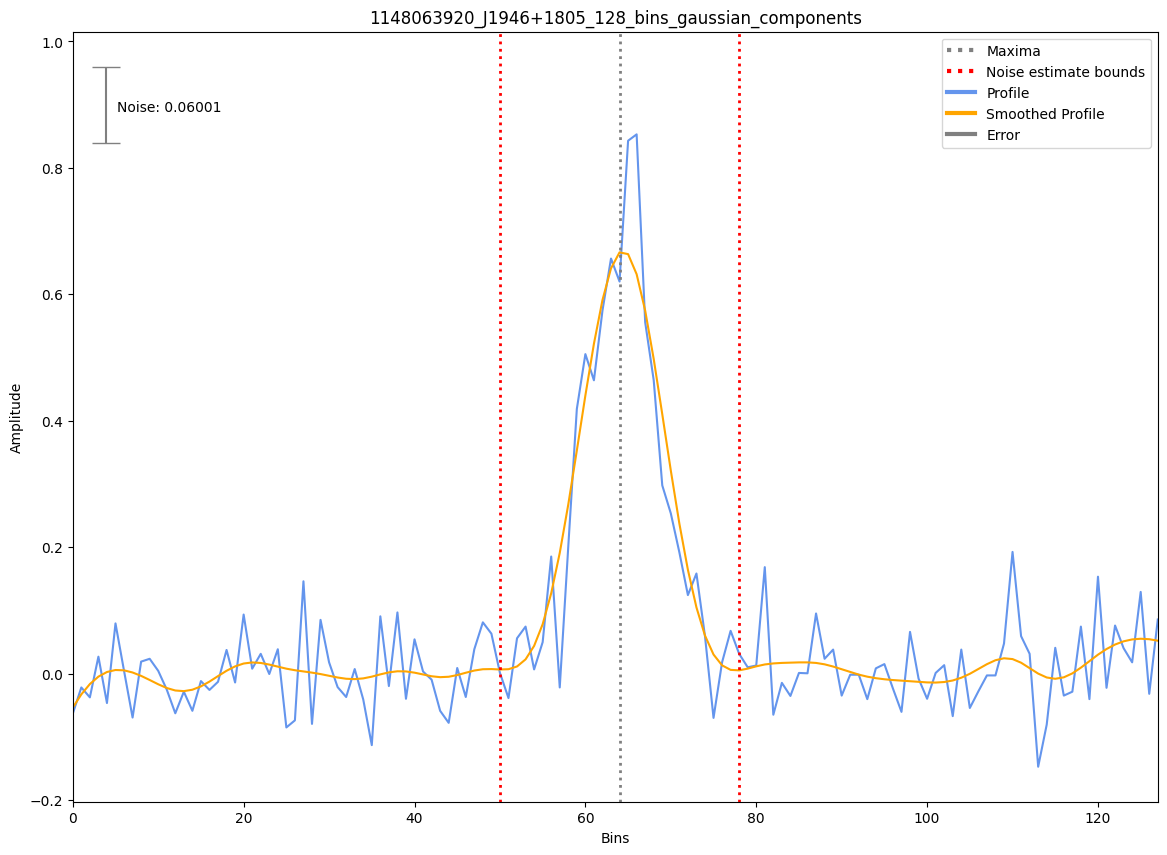 1148063920_J1946+1805_128_bins_gaussian_components
1.0
0.8
0.6
0.4
0.2
0.0
−0.2
Amplitude
Noise: 0.06001
Maxima
Noise estimate bounds
Profile
Smoothed Profile
Error
0 20 40 60 80 100 120
Bins